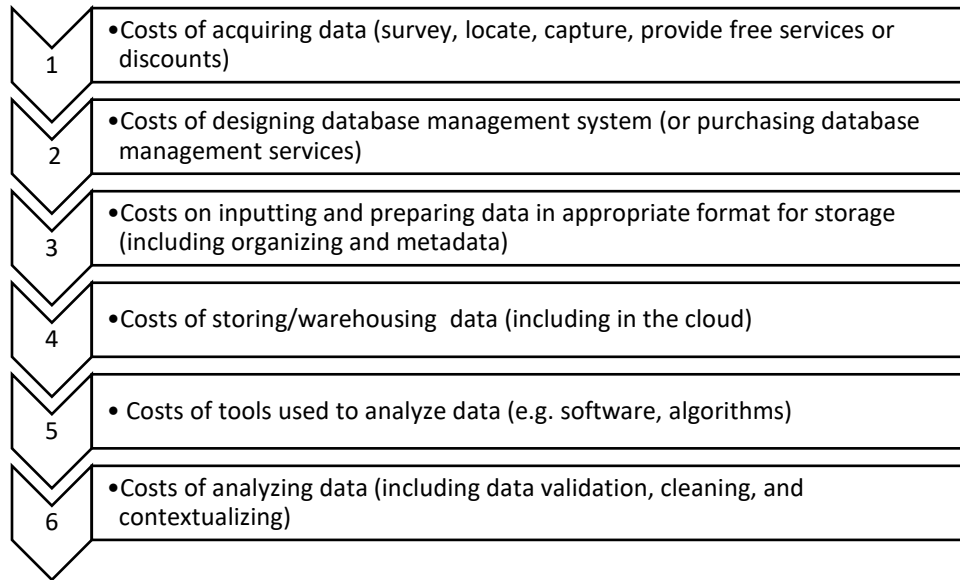 1
•Costs of acquiring data (survey, locate, capture, provide free services or
discounts)
2
•Costs of designing database management system (or purchasing database
management services)
3
•Costs on inputting and preparing data in appropriate format for storage
(including organizing and metadata)
4
•Costs of storing/warehousing  data (including in the cloud)
5
• Costs of tools used to analyze data (e.g. software, algorithms)
6
•Costs of analyzing data (including data validation, cleaning, and
contextualizing)